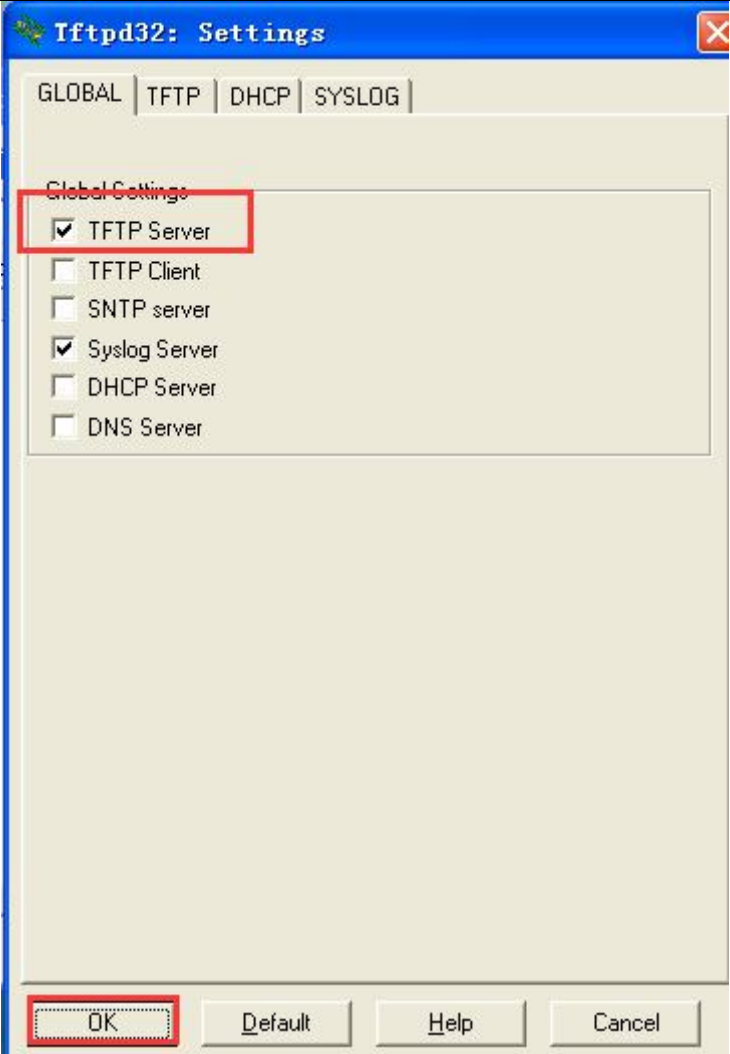 Tftpd32: Settings
GLOBAL TFTP DHCP SYSLOG
Global Settings
TFTP Server
TFTP Client
SNTP server
Syslog Server
DHCP Server
DNS Server
OK Default Help Cancel